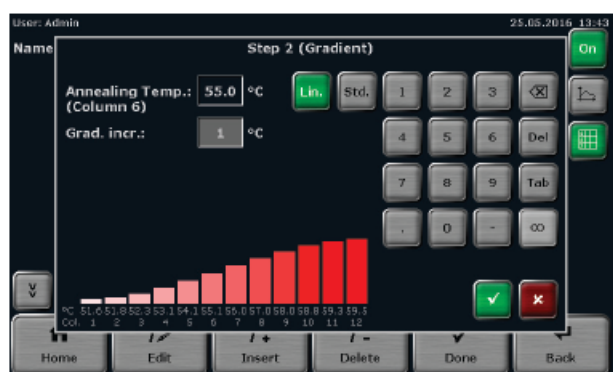 User: Admin 25.05.2016 13:43
Name Step 2 (Gradient) On
Annealing Temp.: 55.0 °C Lin. Std. 1 2 3
(Column 6)
Grad. incr.: 1 °C 4 5 6 Del
7 8 9 Tab
. 0 - ∞
°C 51.6 51.8 52.3 53.1 54.1 55.1 56.0 57.0 58.0 58.8 59.3 59.5
Col. 1 2 3 4 5 6 7 8 9 10 11 12
Home Edit Insert Delete Done Back